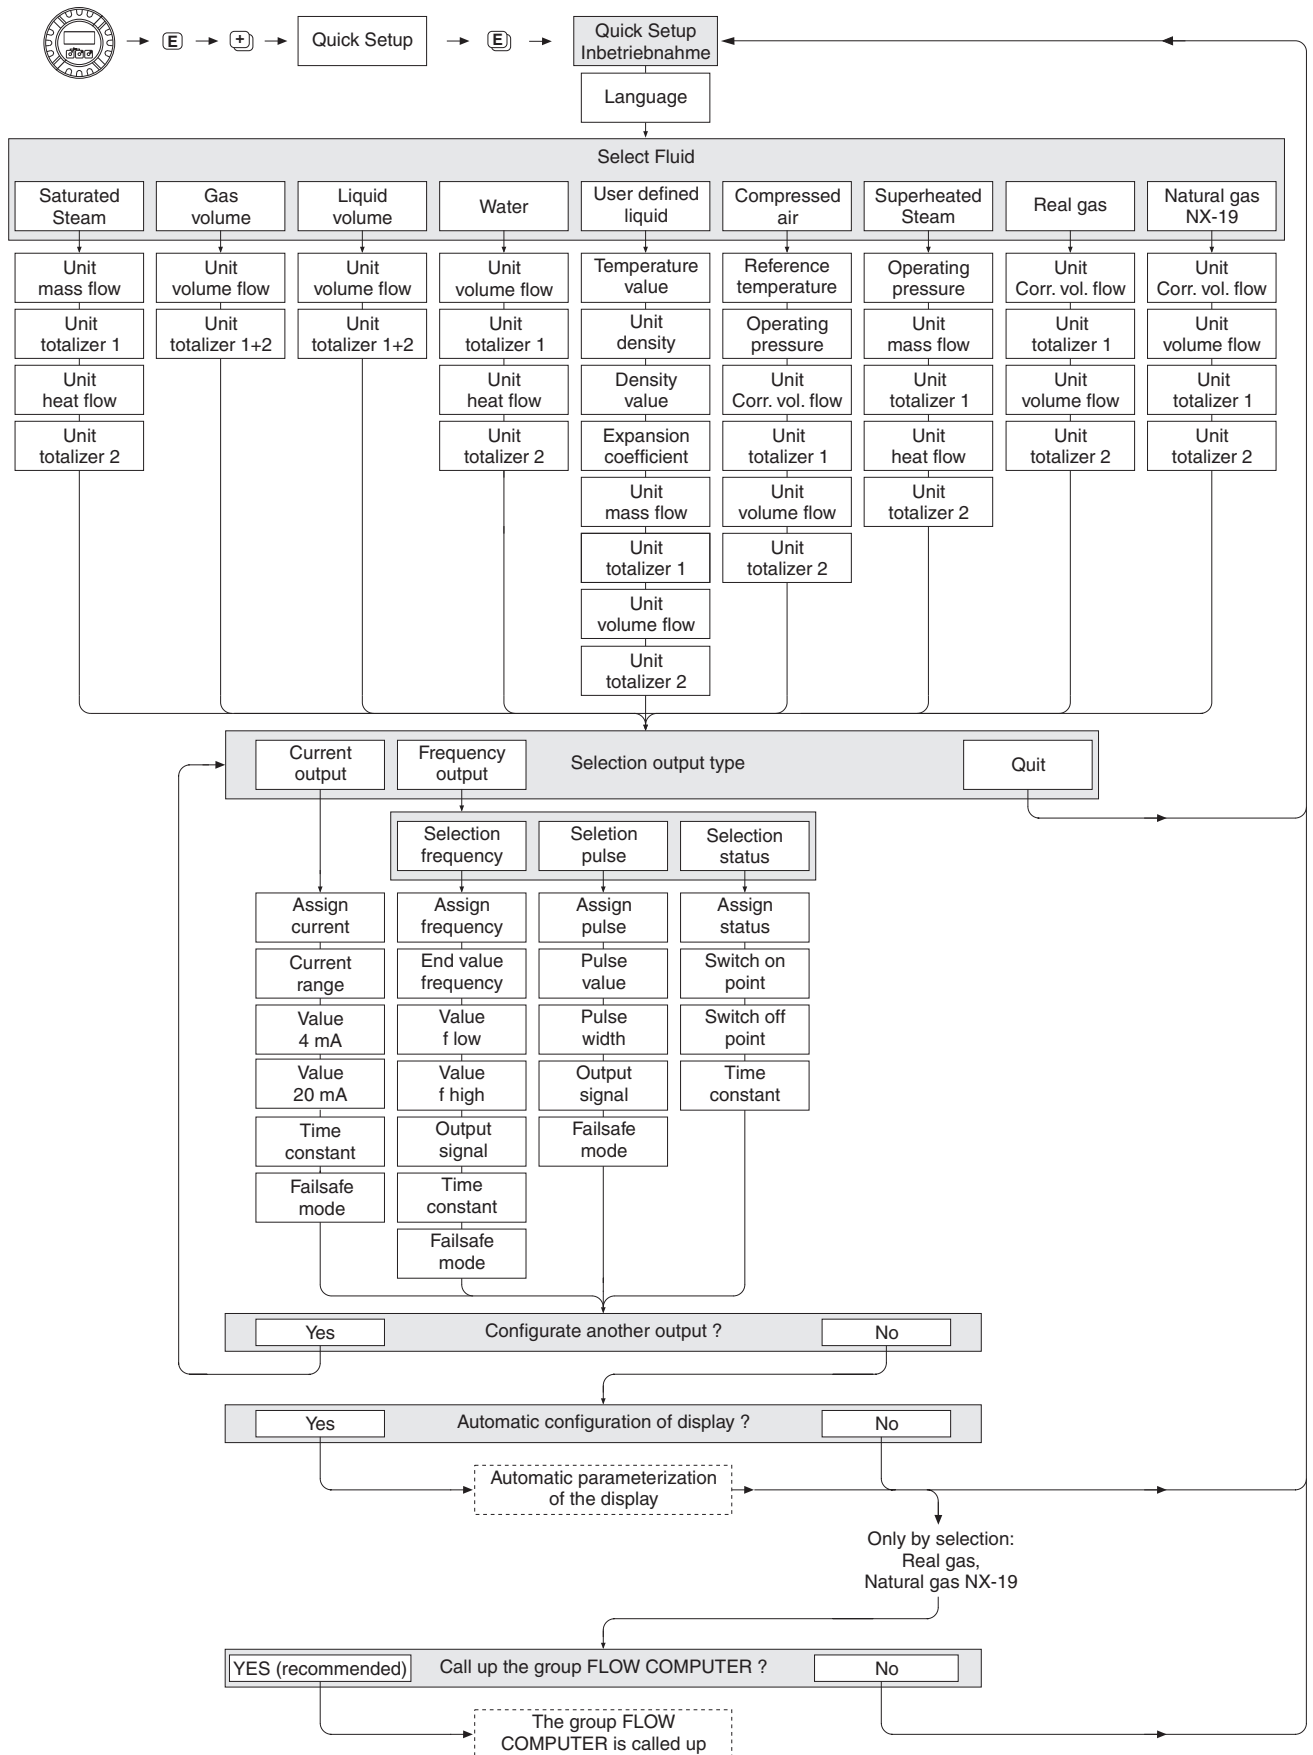 E
+
Quick Setup
E
Quick Setup
Inbetriebnahme
Language
Select Fluid
Saturated
Steam
Gas
volume
Liquid
volume
Water
User defined
liquid
Compressed
air
Superheated
Steam
Real gas
Natural gas
NX-19
Unit
mass flow
Unit
totalizer 1
Unit
heat flow
Unit
totalizer 2
Unit
volume flow
Unit
totalizer 1+2
Unit
volume flow
Unit
totalizer 1+2
Unit
volume flow
Unit
totalizer 1
Unit
heat flow
Unit
totalizer 2
Temperature
value
Unit
density
Density
value
Expansion
coefficient
Unit
mass flow
Unit
totalizer 1
Unit
volume flow
Unit
totalizer 2
Reference
temperature
Operating
pressure
Unit
Corr. vol. flow
Unit
totalizer 1
Unit
volume flow
Unit
totalizer 2
Operating
pressure
Unit
mass flow
Unit
totalizer 1
Unit
heat flow
Unit
totalizer 2
Unit
Corr. vol. flow
Unit
totalizer 1
Unit
volume flow
Unit
totalizer 2
Unit
Corr. vol. flow
Unit
volume flow
Unit
totalizer 1
Unit
totalizer 2
Current
output
Frequency
output
Selection output type
Quit
Selection
frequency
Seletion
pulse
Selection
status
Assign
current
Current
range
Value
4 mA
Value
20 mA
Time
constant
Failsafe
mode
Assign
frequency
End value
frequency
Value
f low
Value
f high
Output
signal
Time
constant
Failsafe
mode
Assign
pulse
Pulse
value
Pulse
width
Output
signal
Failsafe
mode
Assign
status
Switch on
point
Switch off
point
Time
constant
Yes
Configurate another output ?
No
Yes
Automatic configuration of display ?
No
Automatic parameterization
of the display
Only by selection:
Real gas,
Natural gas NX-19
YES (recommended)
Call up the group FLOW COMPUTER ?
No
The group FLOW
COMPUTER is called up